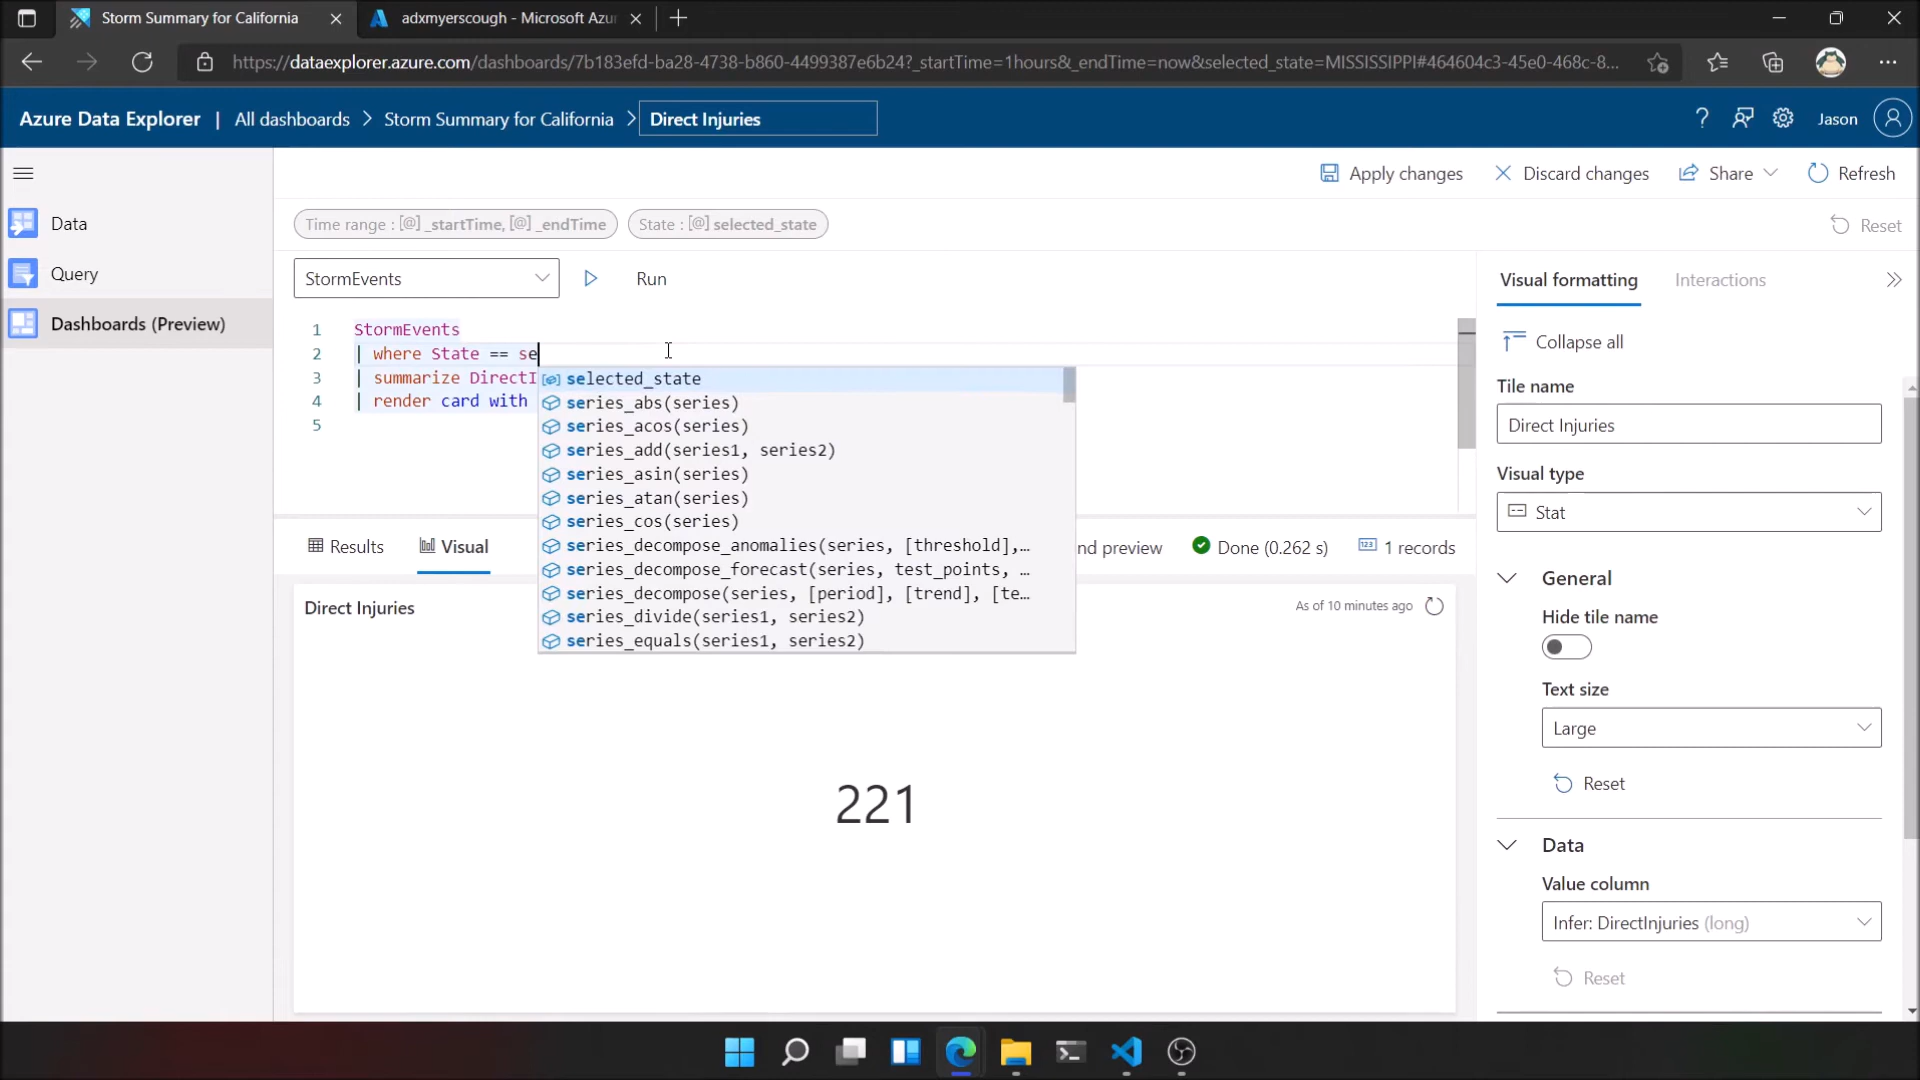 Storm Summary for California
adxmyerscough - Microsoft Azu
https://dataexplorer.azure.com/dashboards/7b183efd-ba28-4738-b860-4499387e6b24?_startTime=1hours&_endTime=now&selected_state=MISSISSIPPI#464604c3-45e0-468c-8...
Azure Data Explorer | All dashboards > Storm Summary for California > Direct Injuries
? Jason
Apply changes Discard changes Share Refresh
Data
Query
Dashboards (Preview)
Time range : [@] _startTime, [@] _endTime State : [@] selected_state
Reset
StormEvents Run
1 StormEvents
2 | where State == se
3 | summarize DirectI
4 | render card with
5
selected_state
series_abs(series)
series_acos(series)
series_add(series1, series2)
series_asin(series)
series_atan(series)
series_cos(series)
series_decompose_anomalies(series, [threshold],…
series_decompose_forecast(series, test_points, …
series_decompose(series, [period], [trend], [te…
series_divide(series1, series2)
series_equals(series1, series2)
Results Visual nd preview Done (0.262 s) 1 records
Direct Injuries
As of 10 minutes ago
221
Visual formatting Interactions
Collapse all
Tile name
Direct Injuries
Visual type
Stat
General
Hide tile name
Text size
Large
Reset
Data
Value column
Infer: DirectInjuries (long)
Reset